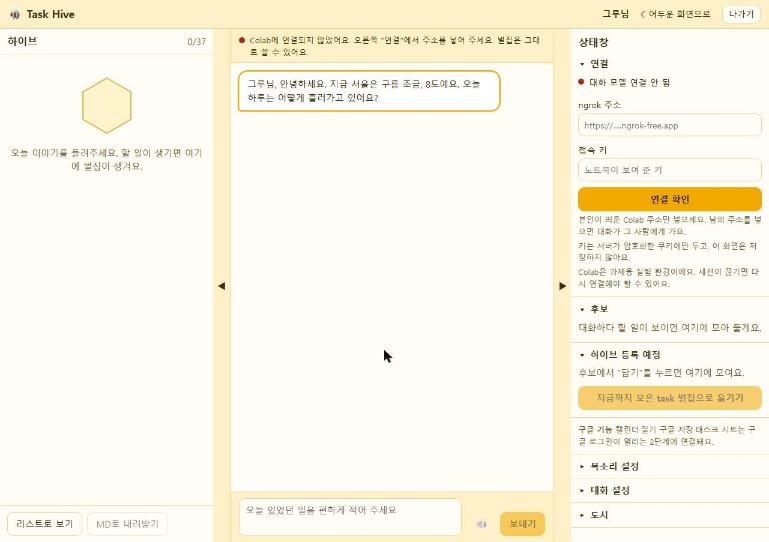 Task Hive
그루님
☾ 어두운 화면으로
나가기
하이브
0/37
오늘 이야기를 들려주세요. 할 일이 생기면 여기
에 벌집이 생겨요.
리스트로 보기
MD로 내려받기
Colab에 연결되지 않았어요. 오른쪽 "연결"에서 주소를 넣어 주세요. 벌집은 그대
로 쓸 수 있어요.
그루님, 안녕하세요. 지금 서울은 구름 조금, 8도예요. 오늘
하루는 어떻게 흘러가고 있어요?
◀
▶
오늘 있었던 일을 편하게 적어 주세요
보내기
상태창
▾ 연결
대화 모델 연결 안 됨
ngrok 주소
https://....ngrok-free.app
접속 키
노트북이 보여 준 키
연결 확인
본인이 띄운 Colab 주소만 넣으세요. 남의 주소를 넣
으면 대화가 그 사람에게 가요.
키는 서버가 암호화한 쿠키에만 두고, 이 화면은 저
장하지 않아요.
Colab은 과제용 실험 환경이에요. 세션이 끊기면 다
시 연결해야 할 수 있어요.
▾ 후보
대화하다 할 일이 보이면 여기에 모아 둘게요.
▾ 하이브 등록 예정
후보에서 "담기"를 누르면 여기에 모여요.
지금까지 모은 task 벌집으로 옮기기
구글 기능 캘린더 읽기·구글 저장·태스크 시트는 구
글 로그인이 열리는 2단계에 연결돼요.
▸ 목소리 설정
▸ 대화 설정
▸ 도시